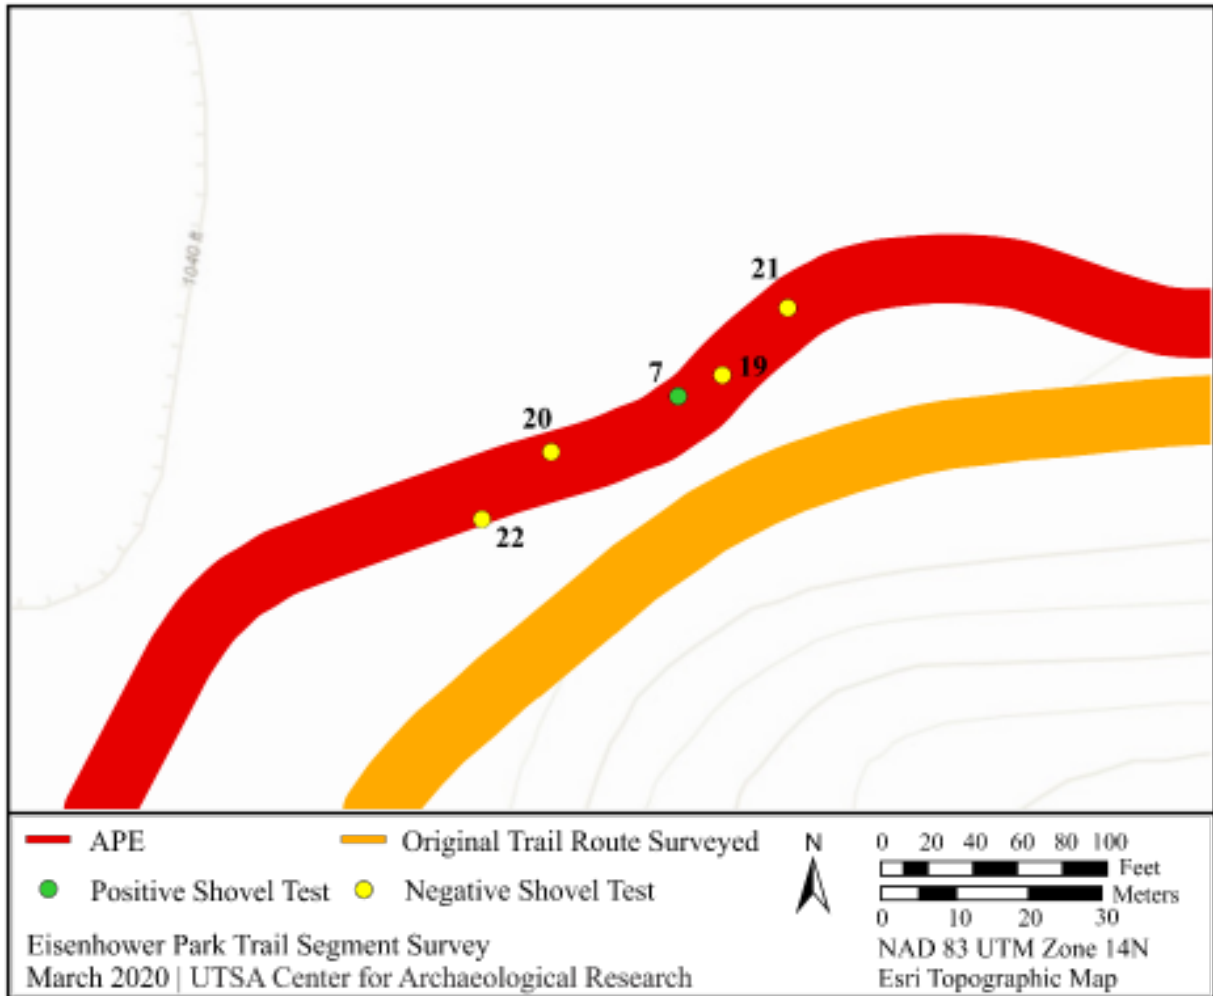 1040 ft
21
7
19
20
22
APE
Original Trail Route Surveyed
N
0 20 40 60 80 100
Feet
Positive Shovel Test
Negative Shovel Test
Meters
0 10 20 30
Eisenhower Park Trail Segment Survey
NAD 83 UTM Zone 14N
March 2020 | UTSA Center for Archaeological Research
Esri Topographic Map